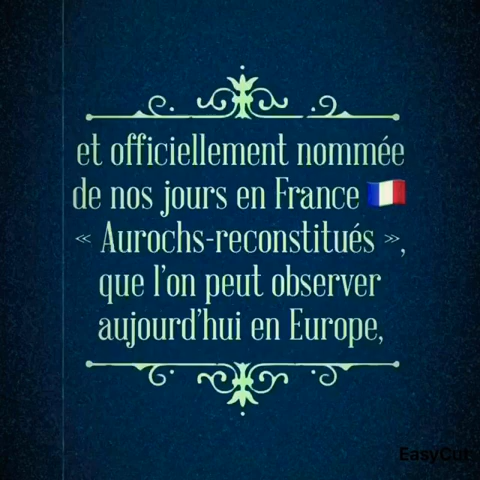 et officiellement nommée
de nos jours en France 🇫🇷
« Aurochs-reconstitués »,
que l'on peut observer
aujourd'hui en Europe,
EasyCut